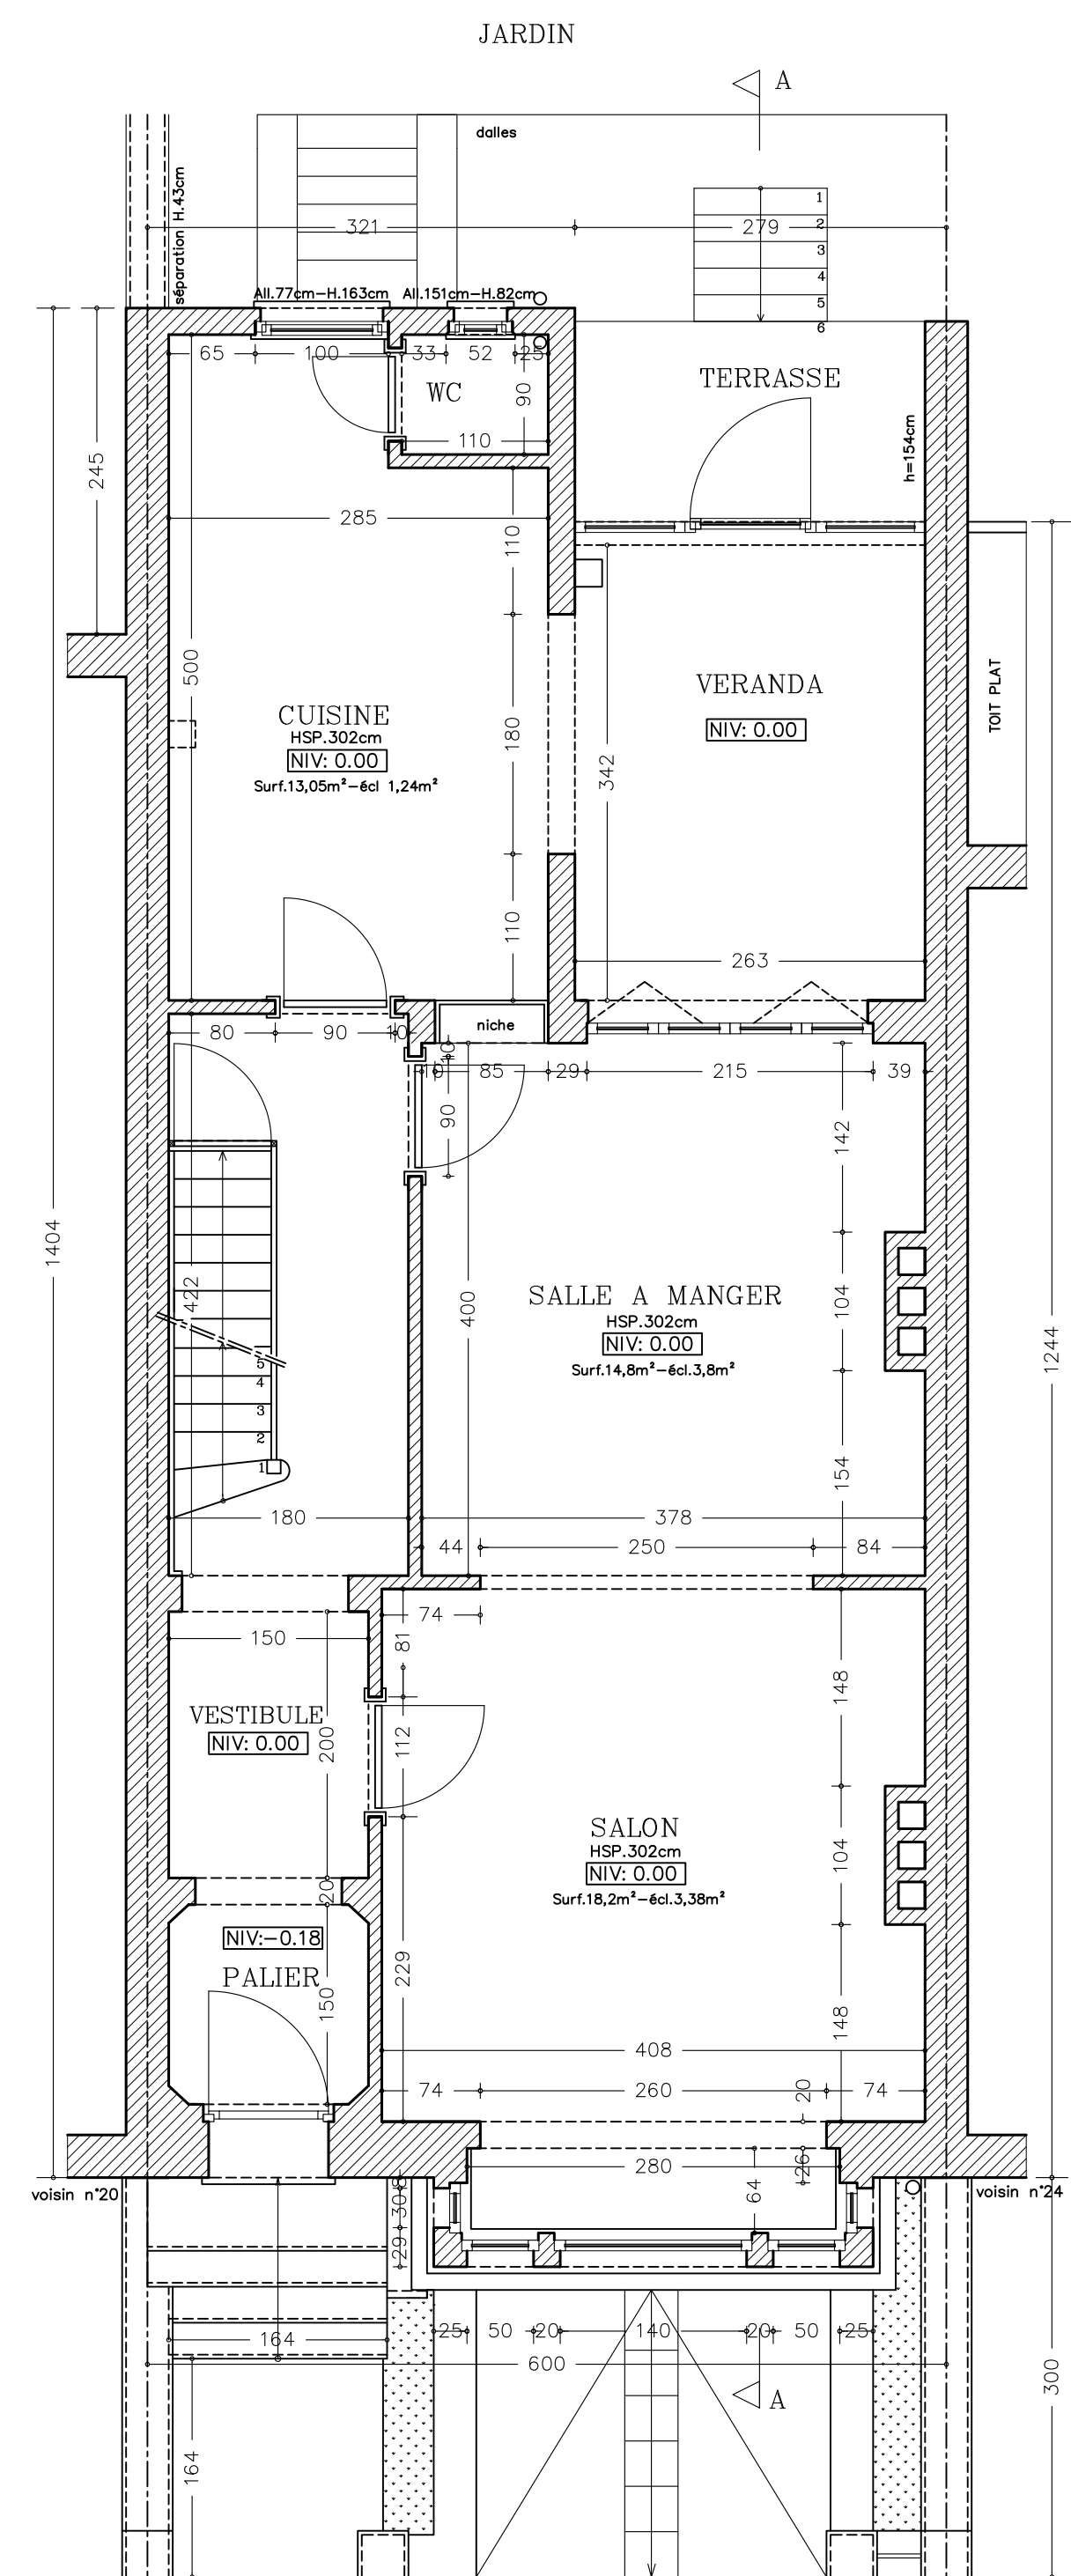 JARDIN
A
dalles
séparation H.43cm
1
321
279
2
3
4
5
6
All.77cm-H.163cm
All.151cm-H.82cm
65
100
33
52
25
WC
90
110
TERRASSE
h=154cm
245
285
110
500
CUISINE
HSP.302cm
NIV: 0.00
Surf.13,05m²-écl 1,24m²
180
342
VERANDA
NIV: 0.00
TOIT PLAT
110
263
niche
80
90
10
10
10
85
29
215
39
90
142
1404
422
400
SALLE A MANGER
HSP.302cm
NIV: 0.00
Surf.14,8m²-écl.3,8m²
104
1244
5
4
3
2
1
154
180
378
44
250
84
74
150
81
148
VESTIBULE
NIV: 0.00
200
112
SALON
HSP.302cm
NIV: 0.00
Surf.18,2m²-écl.3,38m²
104
20
NIV:-0.18
PALIER
150
229
148
408
74
260
74
20
280
26
64
voisin n°20
voisin n°24
8
30
29
25
50
20
140
20
50
25
164
600
A
300
164